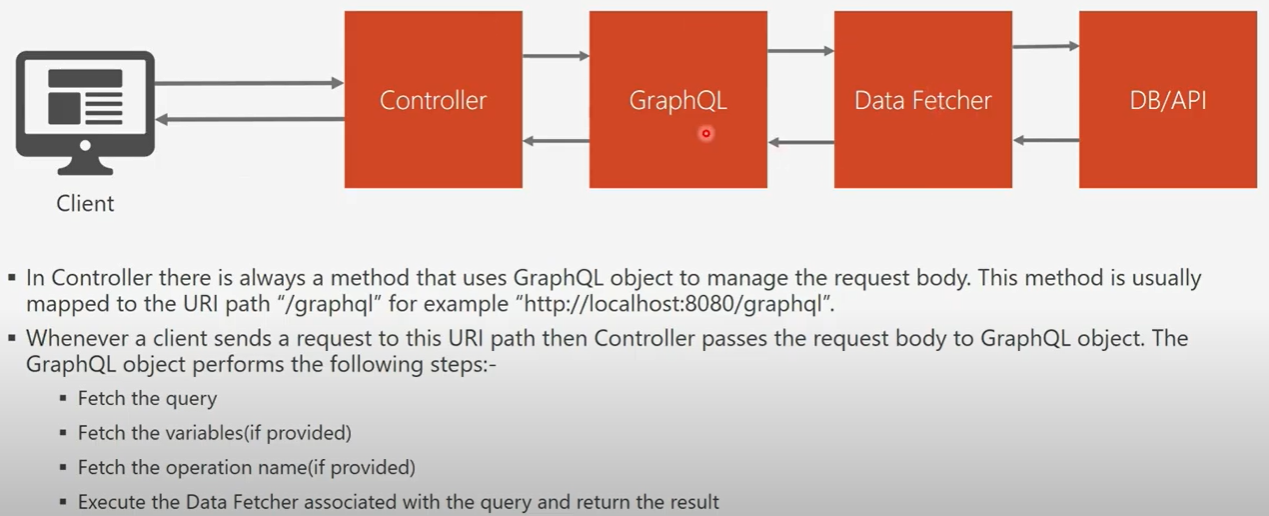 Controller
GraphQL
Data Fetcher
DB/API
Client
▪ In Controller there is always a method that uses GraphQL object to manage the request body. This method is usually
mapped to the URI path “/graphql” for example “http://localhost:8080/graphql”.
▪ Whenever a client sends a request to this URI path then Controller passes the request body to GraphQL object. The
GraphQL object performs the following steps:-
▪ Fetch the query
▪ Fetch the variables(if provided)
▪ Fetch the operation name(if provided)
▪ Execute the Data Fetcher associated with the query and return the result